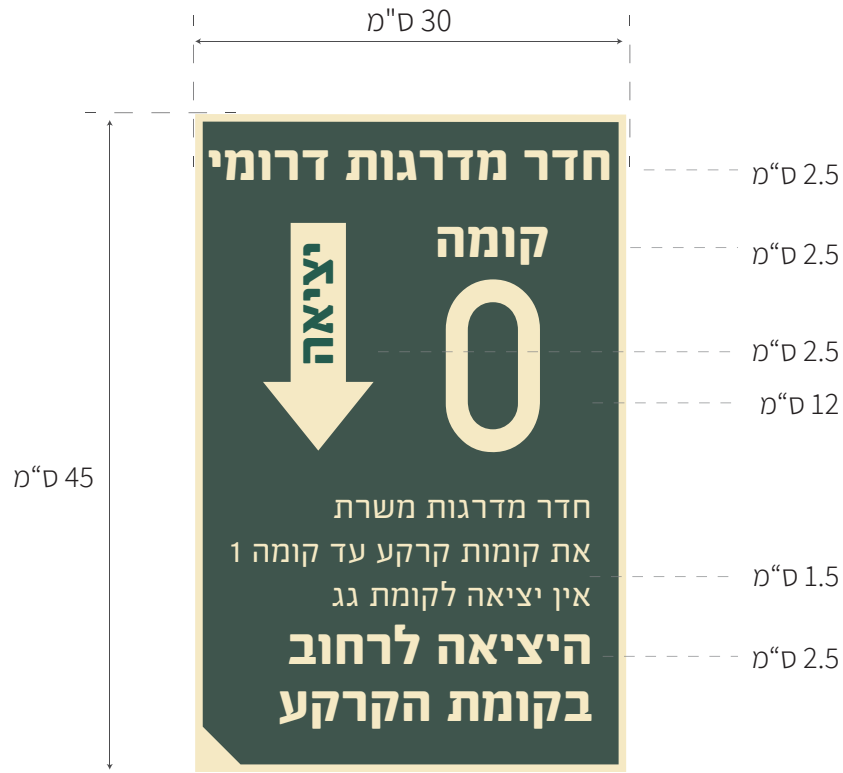 30 ס"מ
חדר מדרגות דרומי
2.5 ס“מ
קומה
2.5 ס“מ
יציאה
0
2.5 ס“מ
12 ס“מ
45 ס“מ
חדר מדרגות משרת
את קומות קרקע עד קומה 1
1.5 ס“מ
אין יציאה לקומת גג
היציאה לרחוב
2.5 ס“מ
בקומת הקרקע